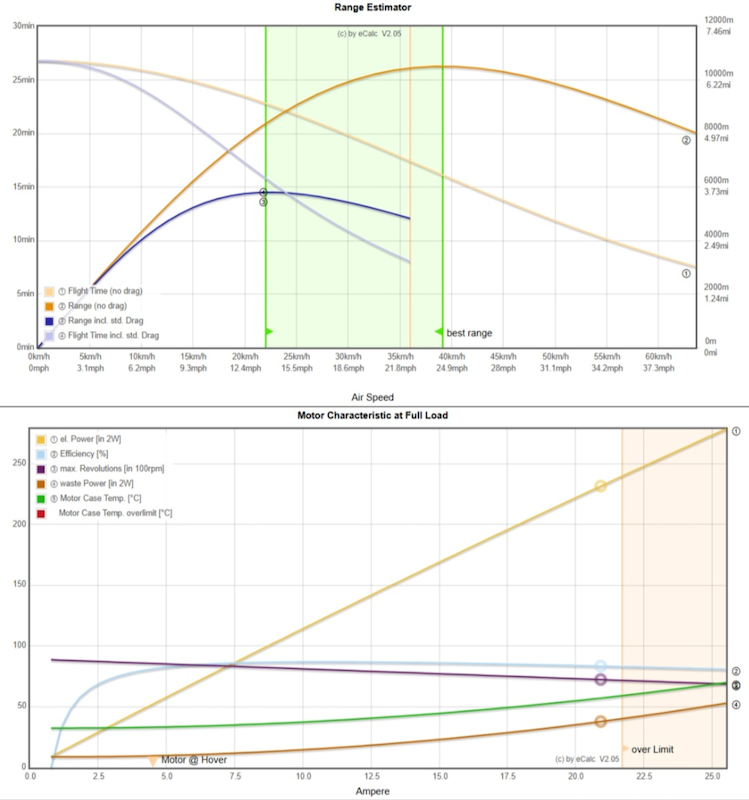 Range Estimator
30min
25min
20min
15min
10min
5min
0min
12000m
7.46mi
10000m
6.22mi
8000m
4.97mi
6000m
3.73mi
4000m
2.49mi
2000m
1.24mi
0m
0mi
(c) by eCalc V2.05
④
③
②
①
① Flight Time (no drag)
② Range (no drag)
③ Range incl. std. Drag
④ Flight Time incl. std. Drag
best range
0km/h 5km/h 10km/h 15km/h 20km/h 25km/h 30km/h 35km/h 40km/h 45km/h 50km/h 55km/h 60km/h
0mph 3.1mph 6.2mph 9.3mph 12.4mph 15.5mph 18.6mph 21.8mph 24.9mph 28mph 31.1mph 34.2mph 37.3mph
Air Speed
Motor Characteristic at Full Load
① el. Power [in 2W]
② Efficiency [%]
③ max. Revolutions [in 100rpm]
④ waste Power [in 2W]
⑤ Motor Case Temp. [°C]
Motor Case Temp. overlimit [°C]
250
200
150
100
50
0
①
②
④
Motor @ Hover
(c) by eCalc V2.05
over Limit
0.0 2.5 5.0 7.5 10.0 12.5 15.0 17.5 20.0 22.5 25.0
Ampere